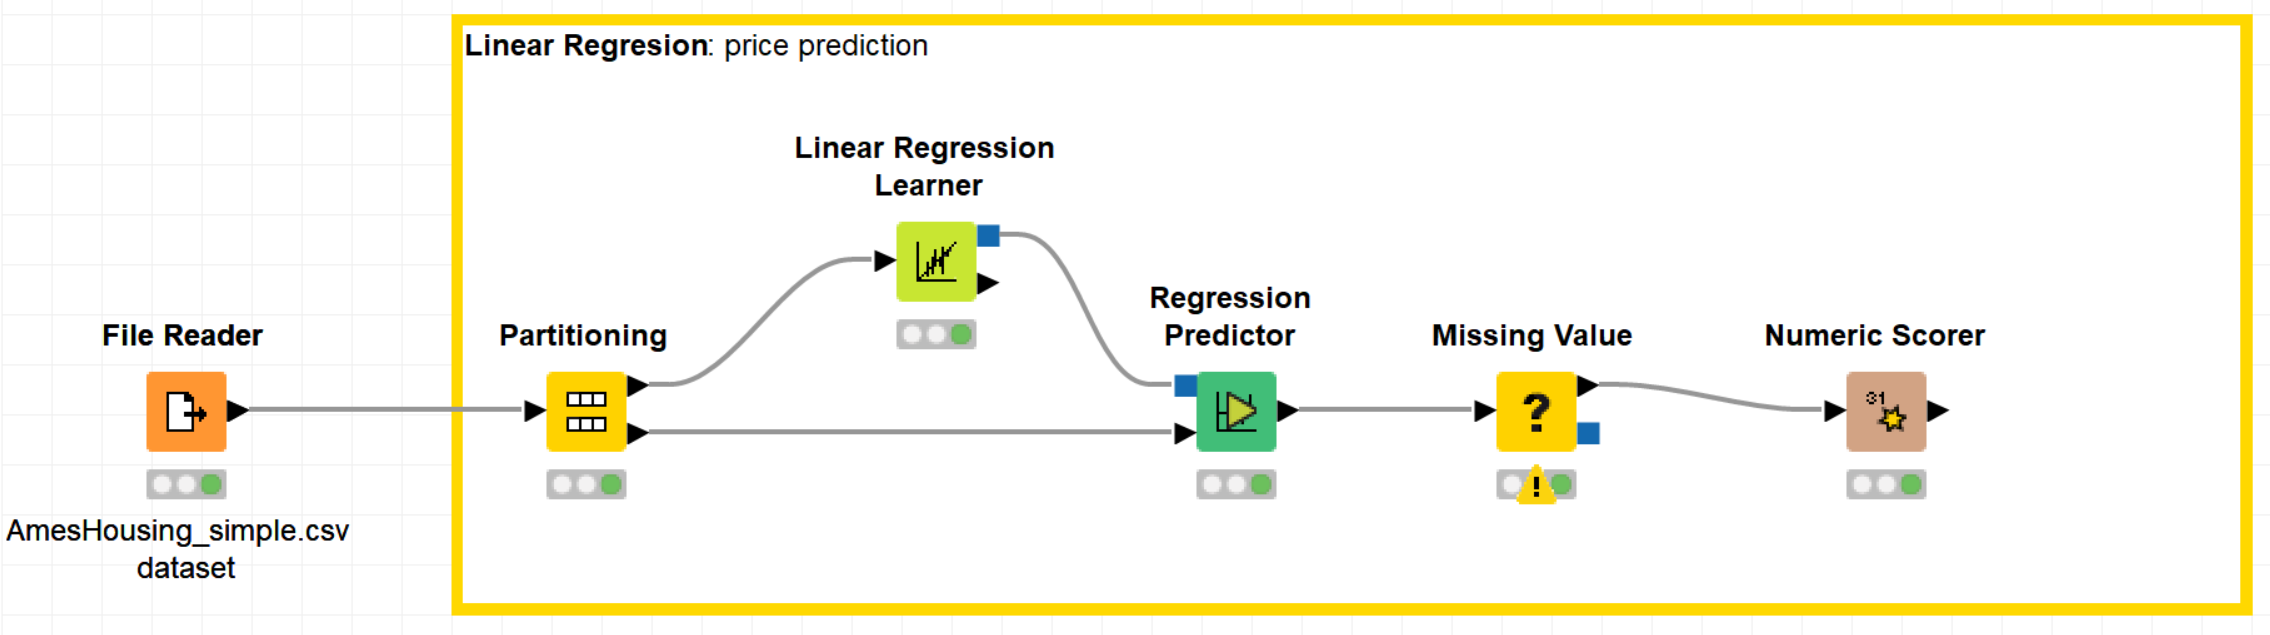 Linear Regresion: price prediction
Linear Regression
Learner
Regression
Predictor
File Reader
Partitioning
Missing Value
Numeric Scorer
31
?
!
AmesHousing_simple.csv
dataset